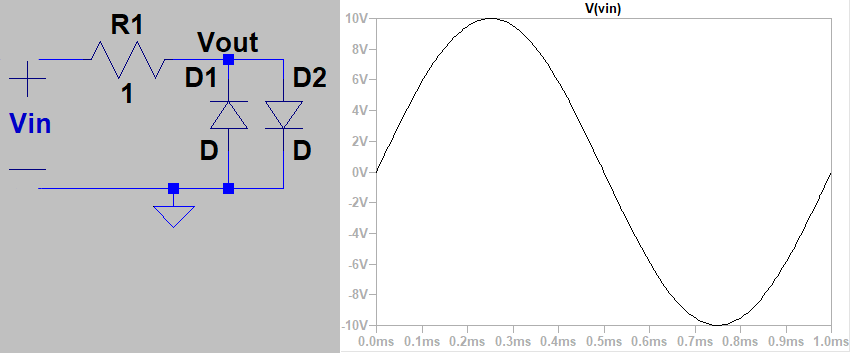 R1
Vout
D1
D2
1
Vin
D
D
V(vin)
10V
8V
6V
4V
2V
0V
-2V
-4V
-6V
-8V
-10V
0.0ms 0.1ms 0.2ms 0.3ms 0.4ms 0.5ms 0.6ms 0.7ms 0.8ms 0.9ms 1.0ms